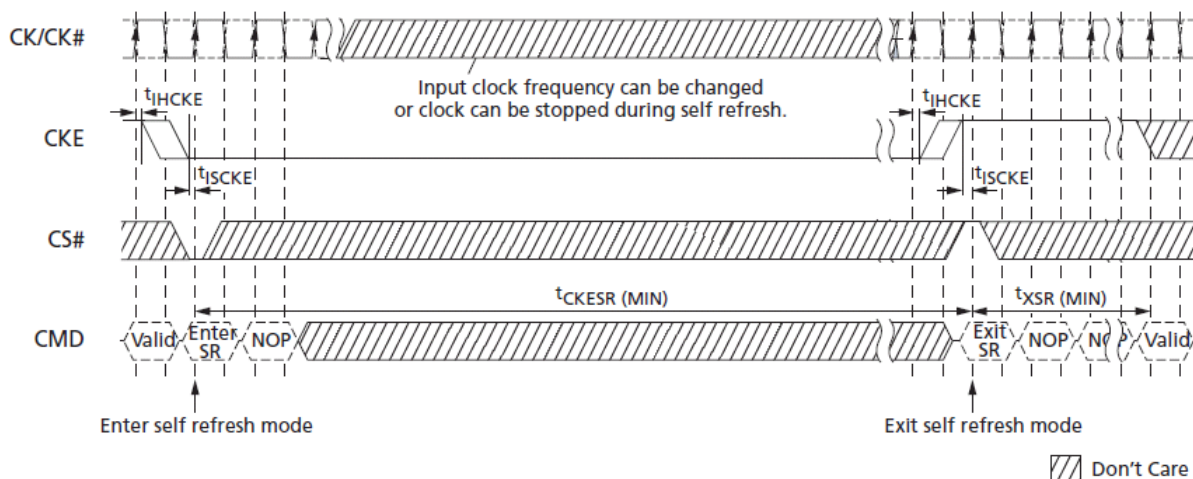 CK/CK#
Input clock frequency can be changed
or clock can be stopped during self refresh.
tIHCKE
tIHCKE
CKE
tISCKE
tISCKE
CS#
tCKESR (MIN)
tXSR (MIN)
CMD
Valid
Enter
SR
NOP
Exit
SR
NOP
Valid
Enter self refresh mode
Exit self refresh mode
Don't Care